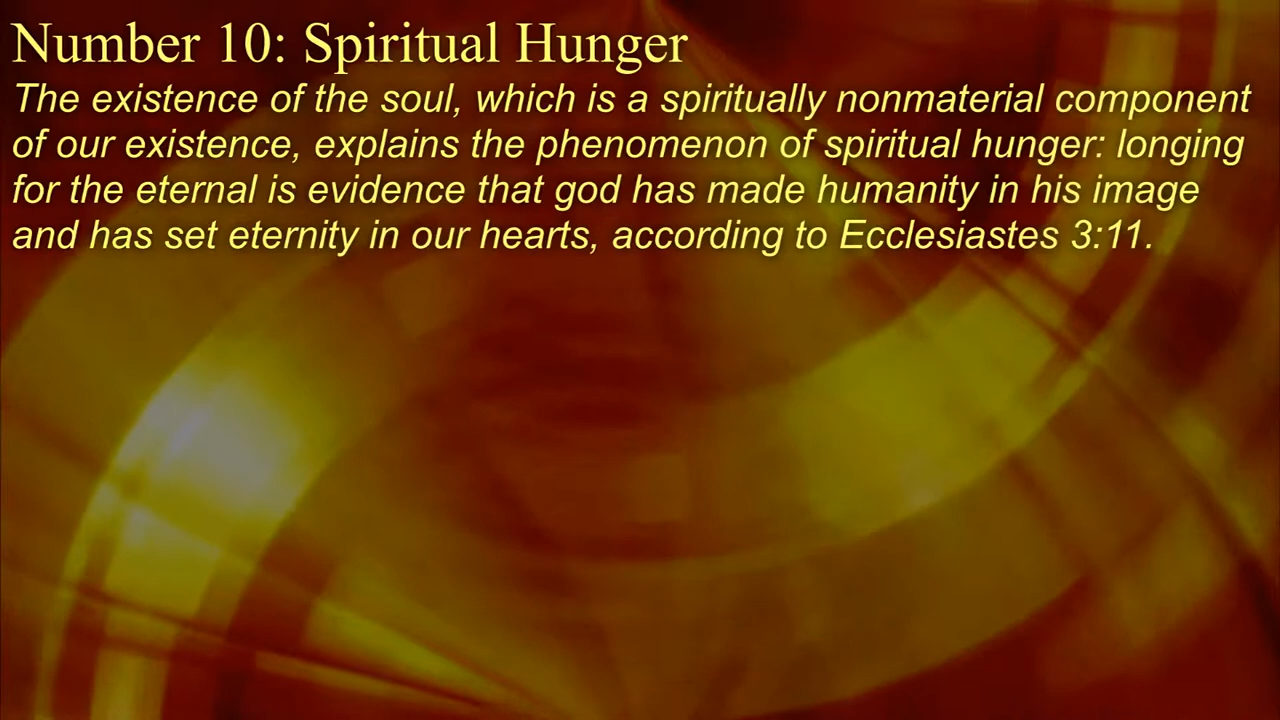 Number 10: Spiritual Hunger
The existence of the soul, which is a spiritually nonmaterial component
of our existence, explains the phenomenon of spiritual hunger: longing
for the eternal is evidence that god has made humanity in his image
and has set eternity in our hearts, according to Ecclesiastes 3:11.